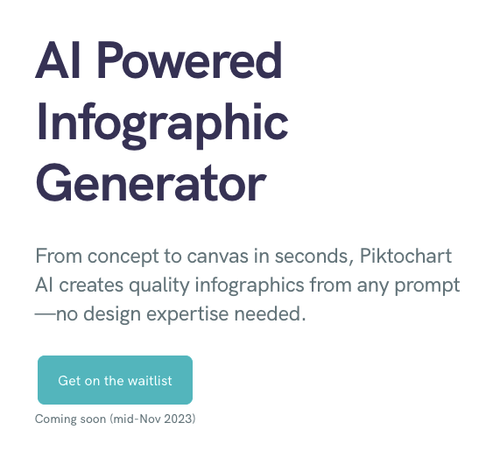 AI Powered
Infographic
Generator
From concept to canvas in seconds, Piktochart
AI creates quality infographics from any prompt
—no design expertise needed.
Get on the waitlist
Coming soon (mid-Nov 2023)